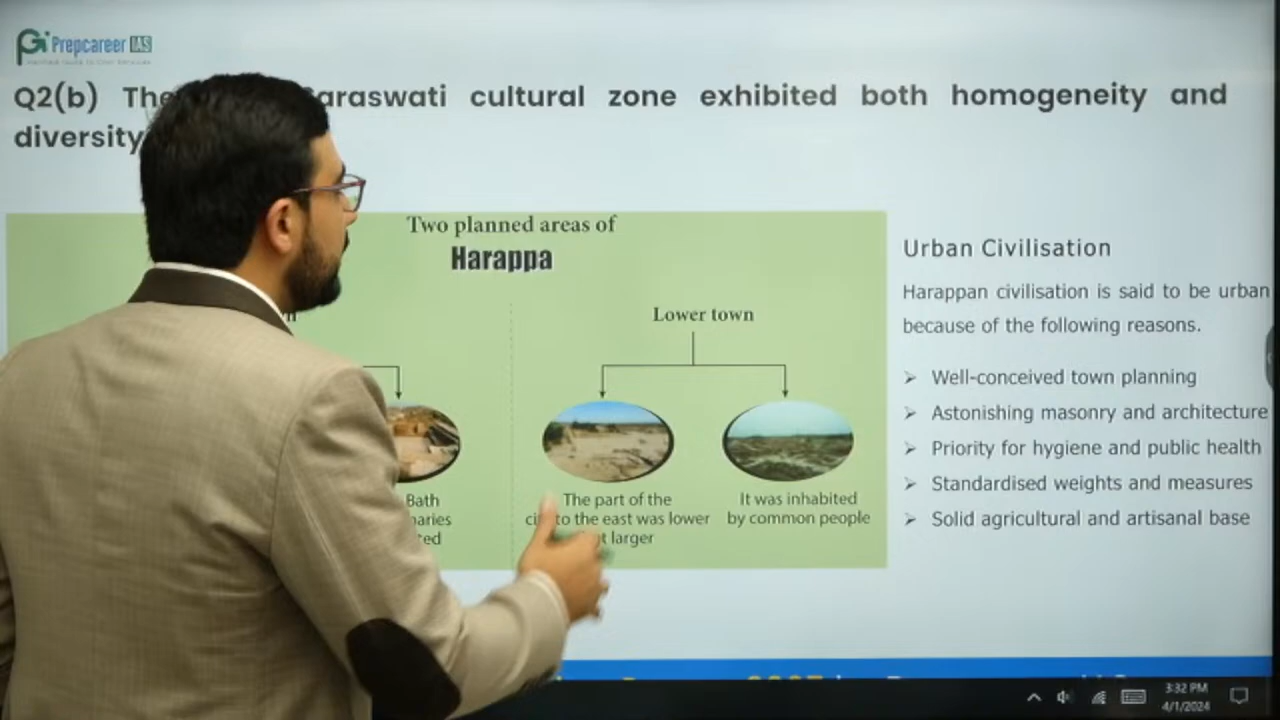 Prepcareer IAS
Q2(b) The Saraswati cultural zone exhibited both homogeneity and
diversity
Two planned areas of
Harappa
Lower town
Bath
The part of the
to the east was lower
larger
It was inhabited
by common people
Urban Civilisation
Harappan civilisation is said to be urban
because of the following reasons.
➢ Well-conceived town planning
➢ Astonishing masonry and architecture
➢ Priority for hygiene and public health
➢ Standardised weights and measures
➢ Solid agricultural and artisanal base
3:32 PM
4/1/2024